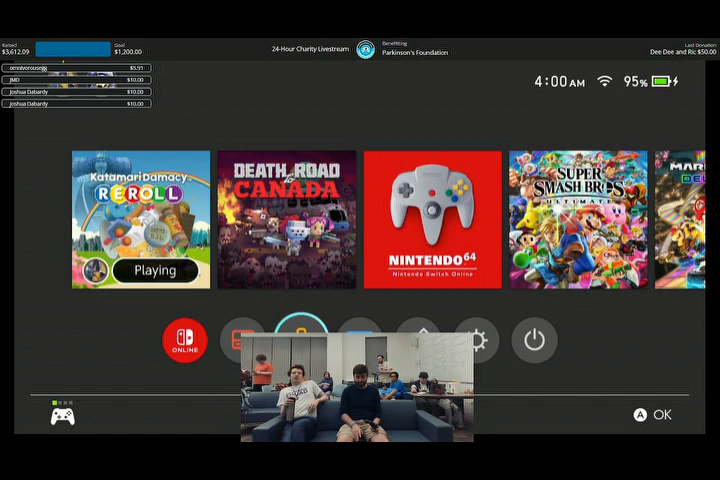 Raised
$3,612.09
Goal
$1,200.00
24-Hour Charity Livestream
Benefitting
Parkinson's Foundation
Last Donation
Dee Dee and Ric $50.00
omnivorousegg $5.91
JMD $10.00
Joshua Dabardy $10.00
Joshua Dabardy $10.00
4:00 AM
95%
Katamari Damacy
REROLL
Playing
DEATH ROAD
to
CANADA
NINTENDO 64
Nintendo Switch Online
SUPER
SMASH BROS
ULTIMATE
MAR
DEL
ONLINE
A OK